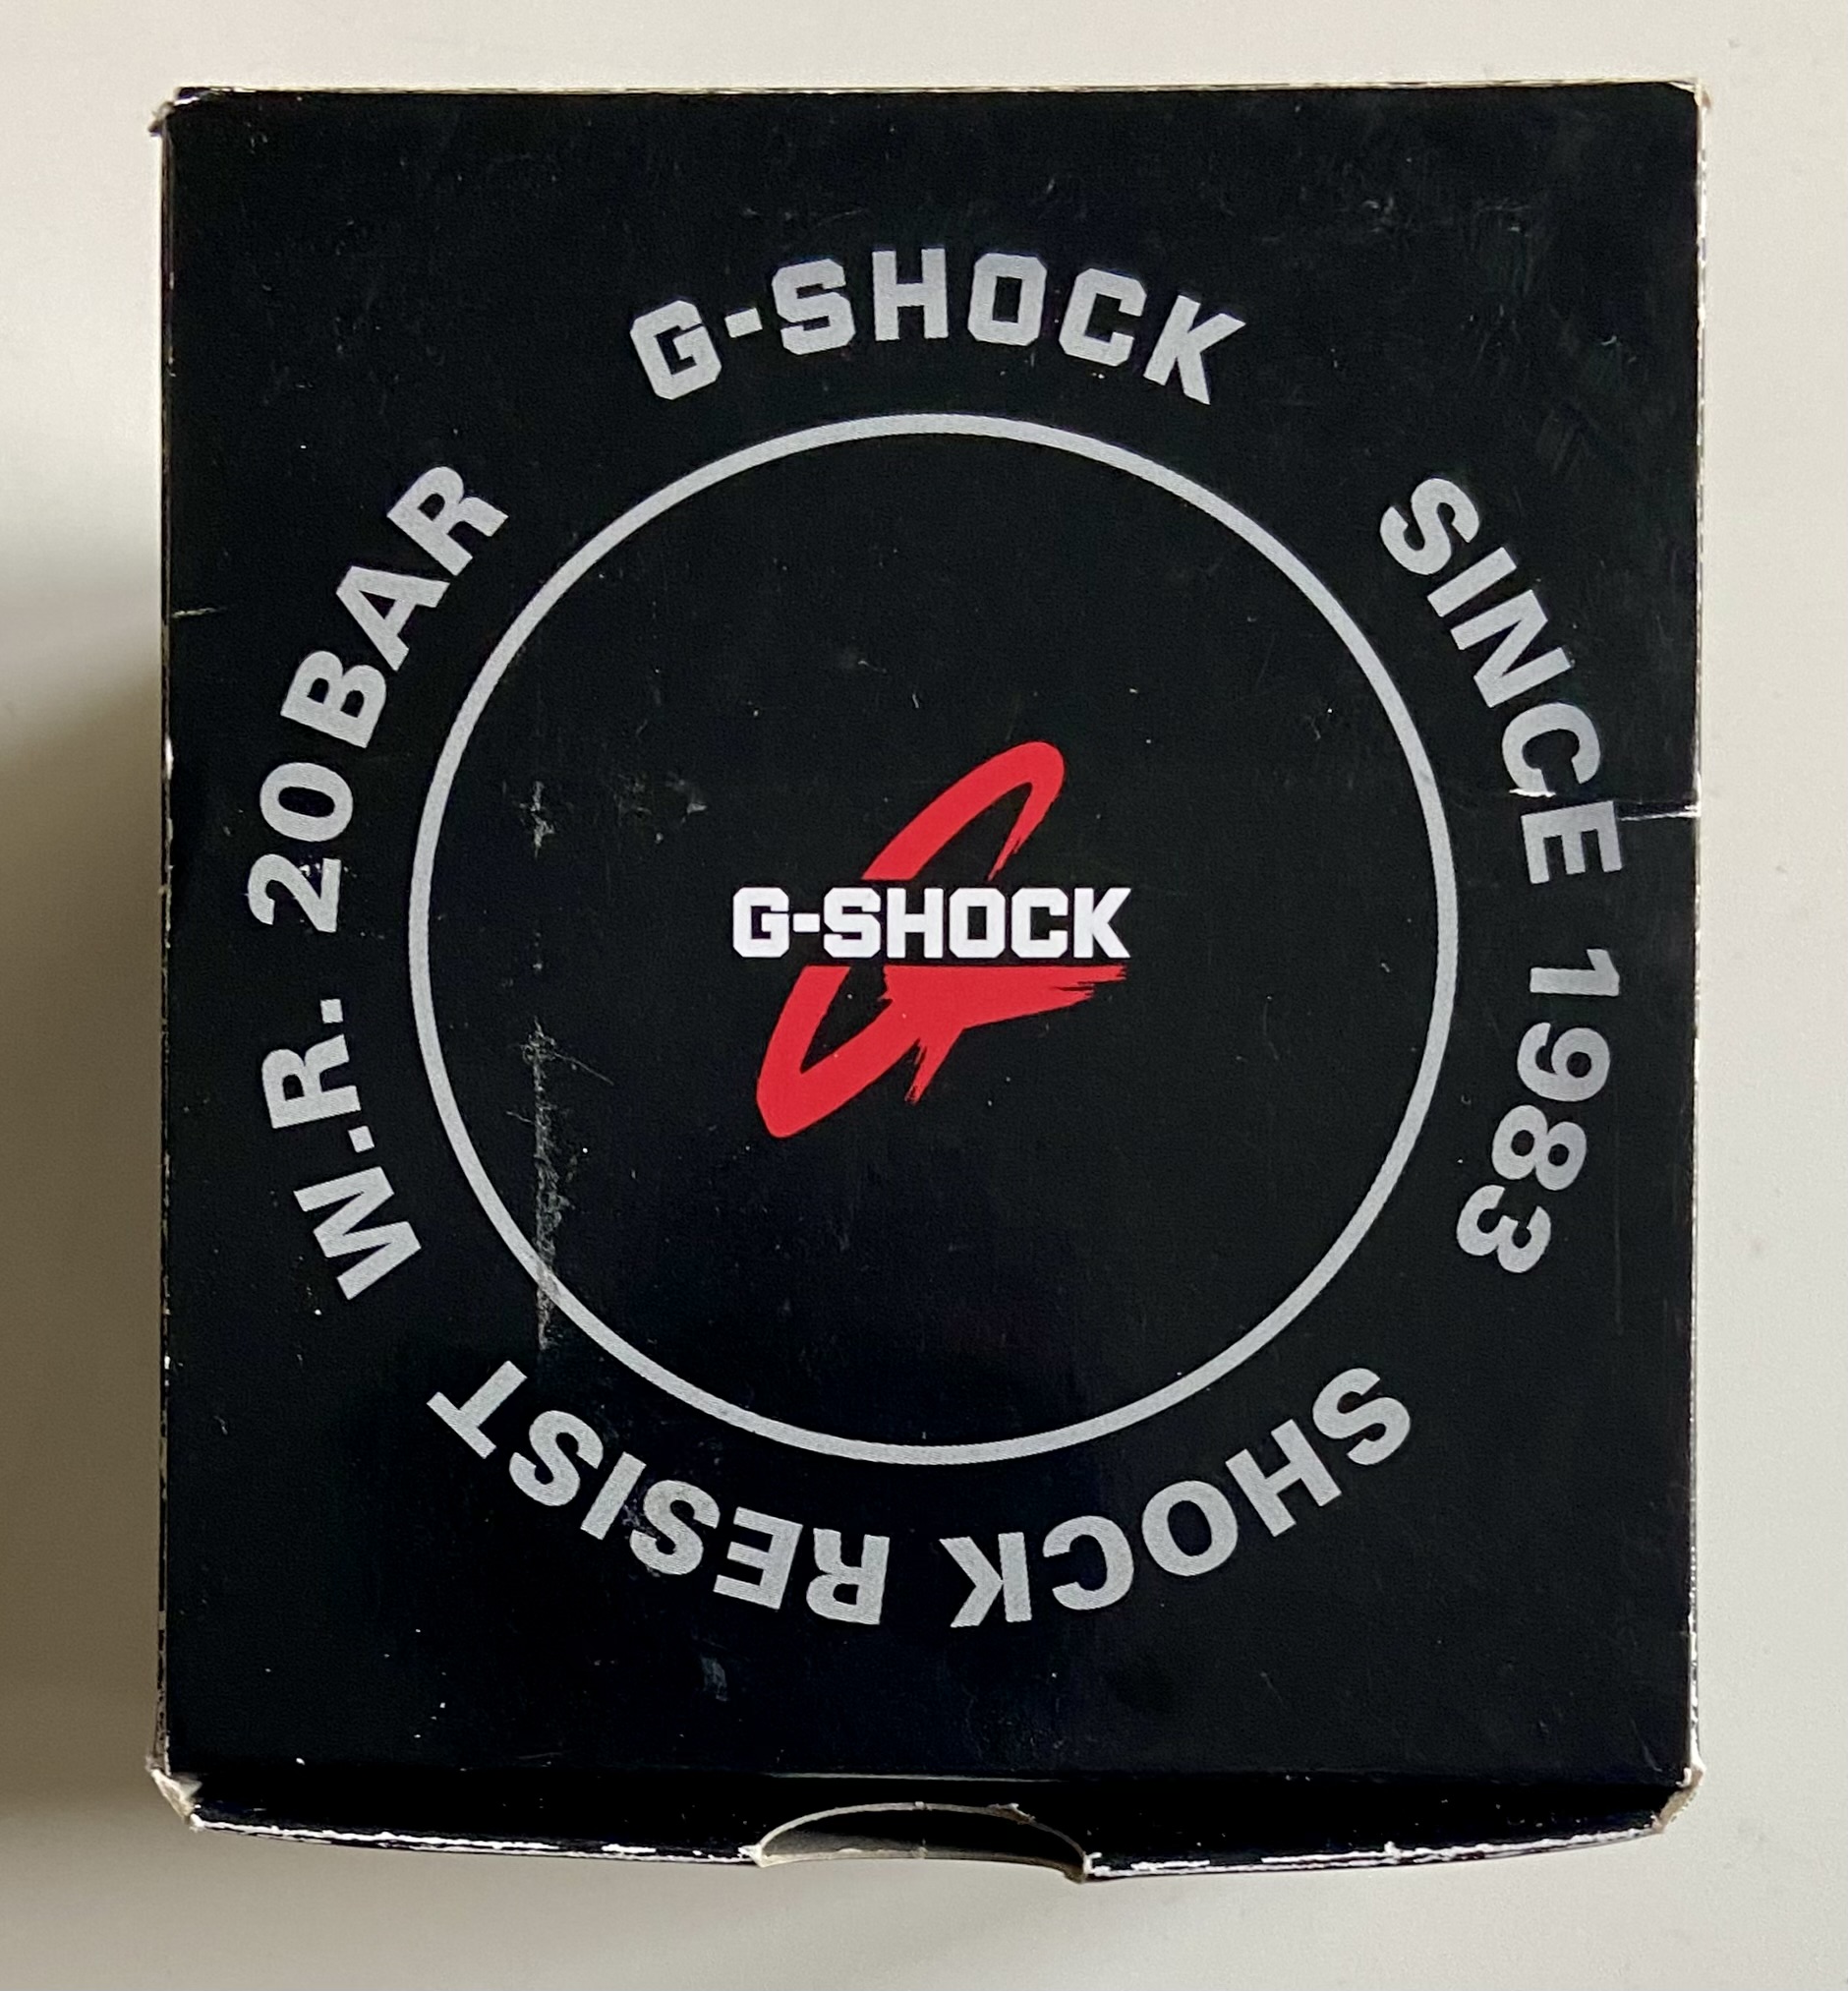 G-SHOCK
SINCE 1983
SHOCK RESIST
W.R. 20BAR
G-SHOCK